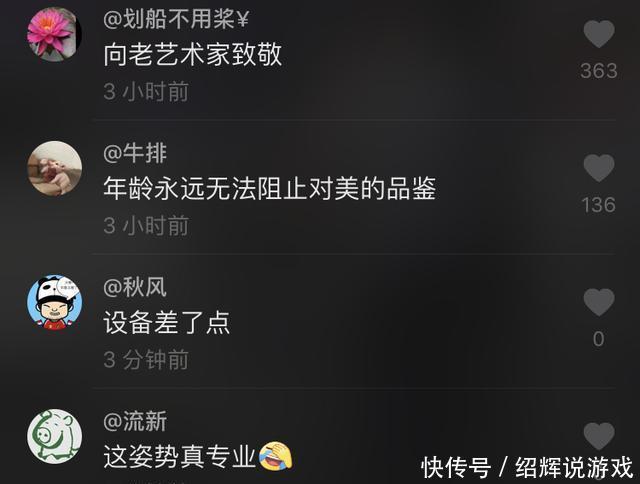 @划船不用桨¥
向老艺术家致敬
363
3 小时前
@牛排
年龄永远无法阻止对美的品鉴
136
3 小时前
@秋风
设备差了点
0
3 分钟前
@流新
这姿势真专业🤣
快传号 / 绍辉说游戏